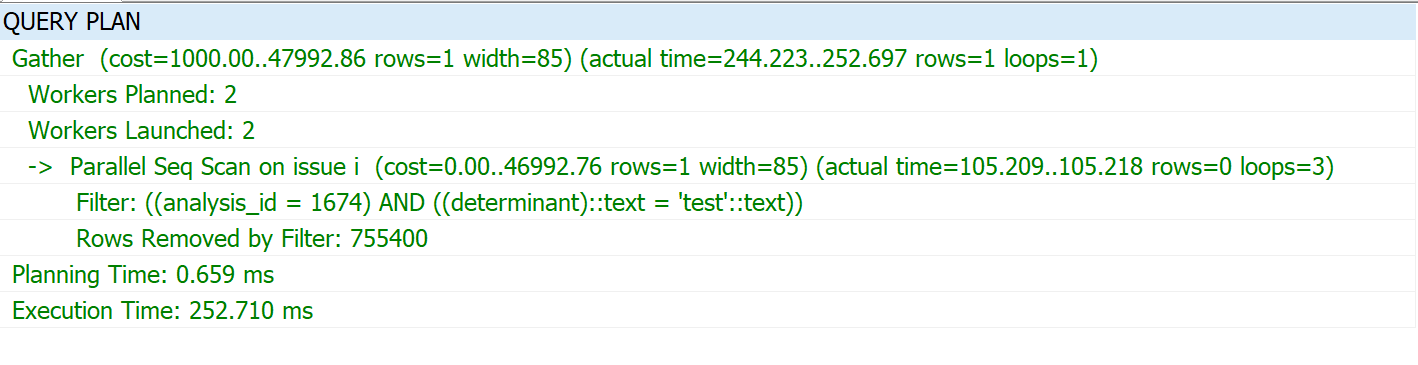 QUERY PLAN
Gather  (cost=1000.00..47992.86 rows=1 width=85) (actual time=244.223..252.697 rows=1 loops=1)
Workers Planned: 2
Workers Launched: 2
->  Parallel Seq Scan on issue i  (cost=0.00..46992.76 rows=1 width=85) (actual time=105.209..105.218 rows=0 loops=3)
Filter: ((analysis_id = 1674) AND ((determinant)::text = 'test'::text))
Rows Removed by Filter: 755400
Planning Time: 0.659 ms
Execution Time: 252.710 ms